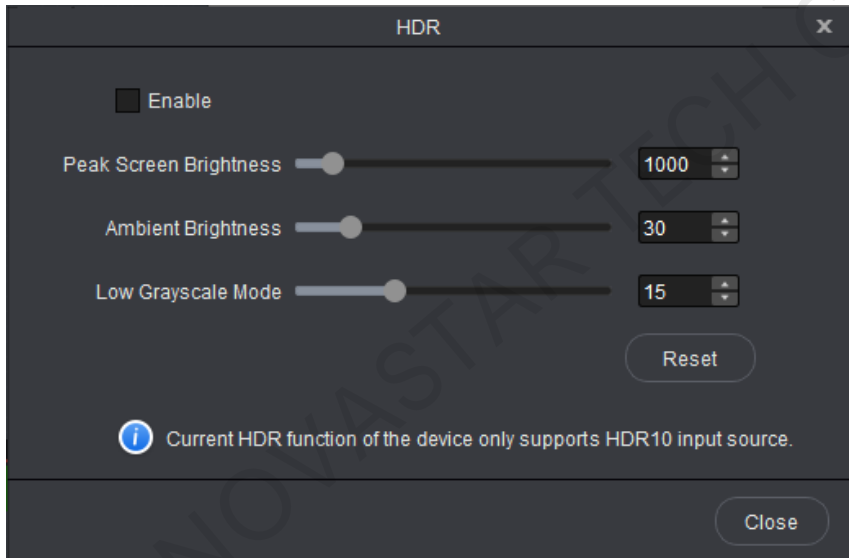 HDR
x
Enable
Peak Screen Brightness 1000
Ambient Brightness 30
Low Grayscale Mode 15
Reset
i Current HDR function of the device only supports HDR10 input source.
Close
NOVASTAR TECH C